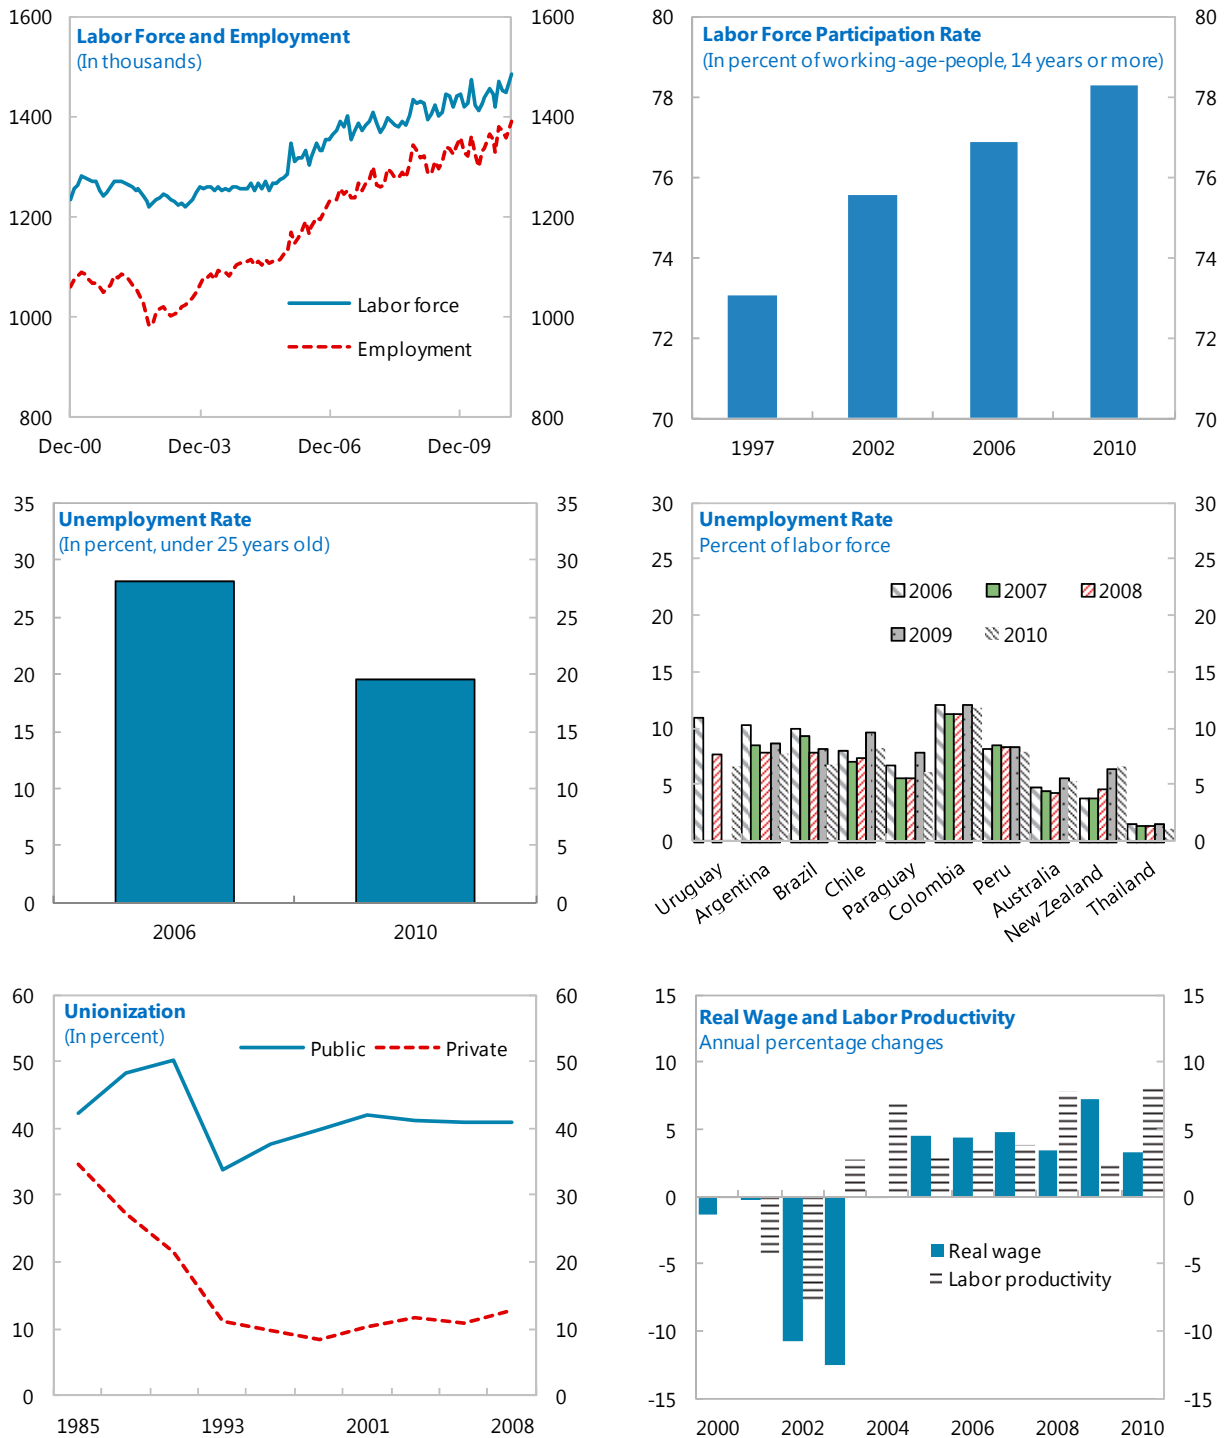 Labor Force and Employment
(In thousands)
1600 1600
1400 1400
1200 1200
1000 1000
800 800
Labor force
Employment
Dec-00 Dec-03 Dec-06 Dec-09
Labor Force Participation Rate
(In percent of working-age-people, 14 years or more)
80 80
78 78
76 76
74 74
72 72
70 70
1997 2002 2006 2010
Unemployment Rate
(In percent, under 25 years old)
35 35
30 30
25 25
20 20
15 15
10 10
5 5
0 0
2006 2010
Unemployment Rate
Percent of labor force
30 30
25 25
20 20
15 15
10 10
5 5
0 0
2006 2007 2008
2009 2010
Uruguay
Argentina
Brazil
Chile
Paraguay
Colombia
Peru
Australia
New Zealand
Thailand
Unionization
(In percent)
Public Private
60 60
50 50
40 40
30 30
20 20
10 10
0 0
1985 1993 2001 2008
Real Wage and Labor Productivity
Annual percentage changes
15 15
10 10
5 5
0 0
-5 -5
-10 -10
-15 -15
Real wage
Labor productivity
2000 2002 2004 2006 2008 2010